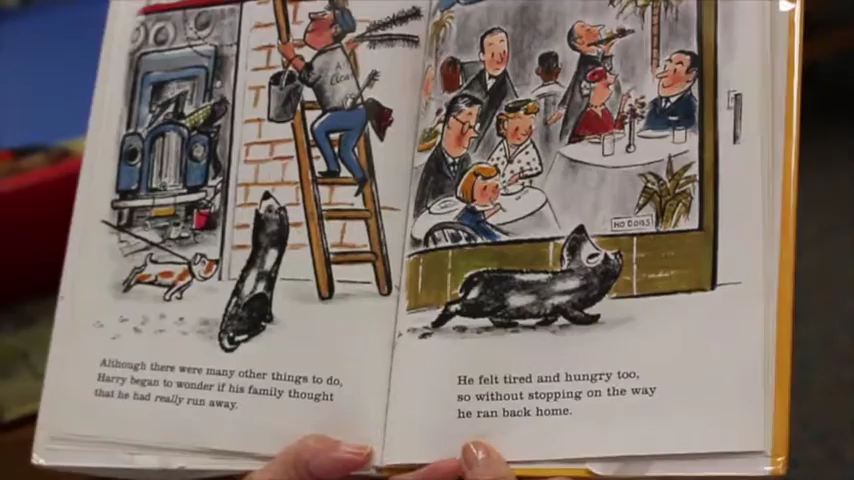 Although there were many other things to do,
Harry began to wonder if his family thought
that he had really run away.
NO DOGS
He felt tired and hungry too,
so without stopping on the way
he ran back home.